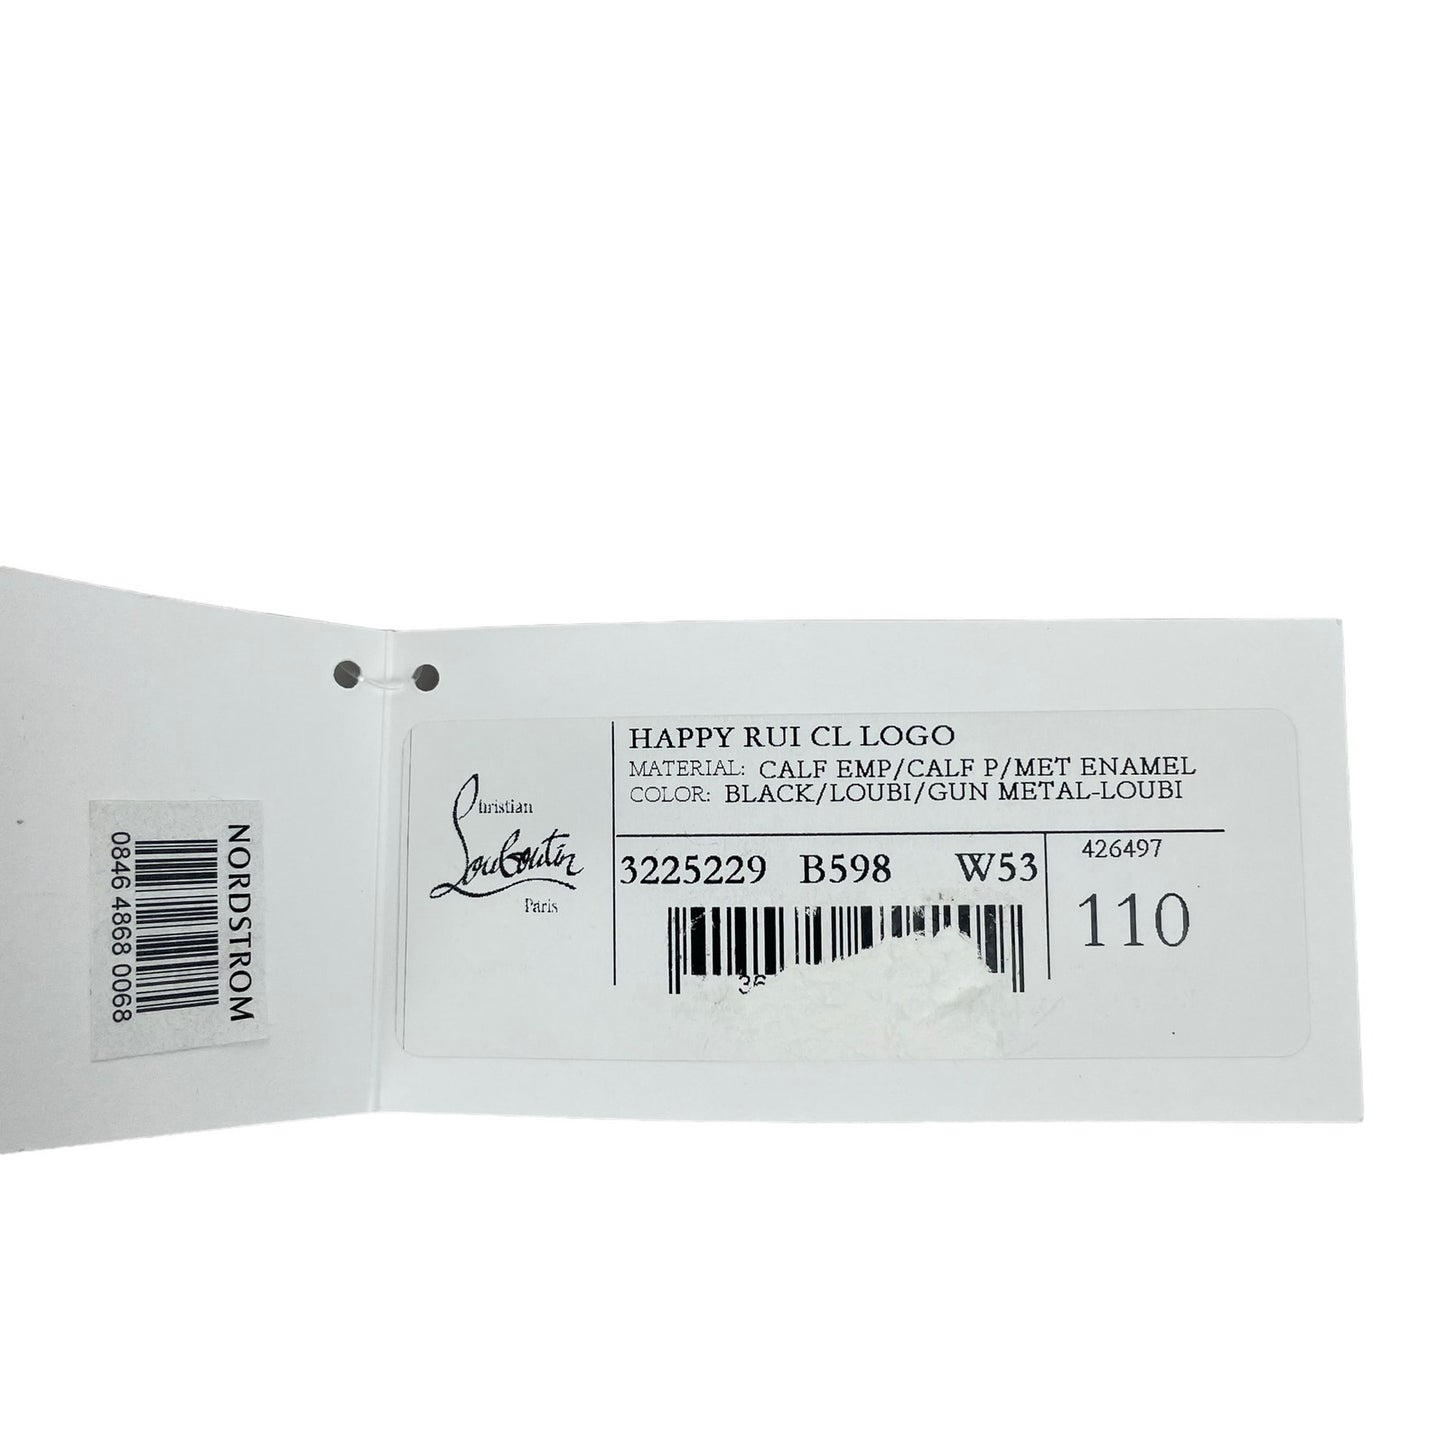 NORDSTROM
0846 4868 0068
Christian
Louboutin
Paris
HAPPY RUI CL LOGO
MATERIAL: CALF EMP/CALF P/MET ENAMEL
COLOR: BLACK/LOUBI/GUN METAL-LOUBI
3225229 B598 W53
426497
110